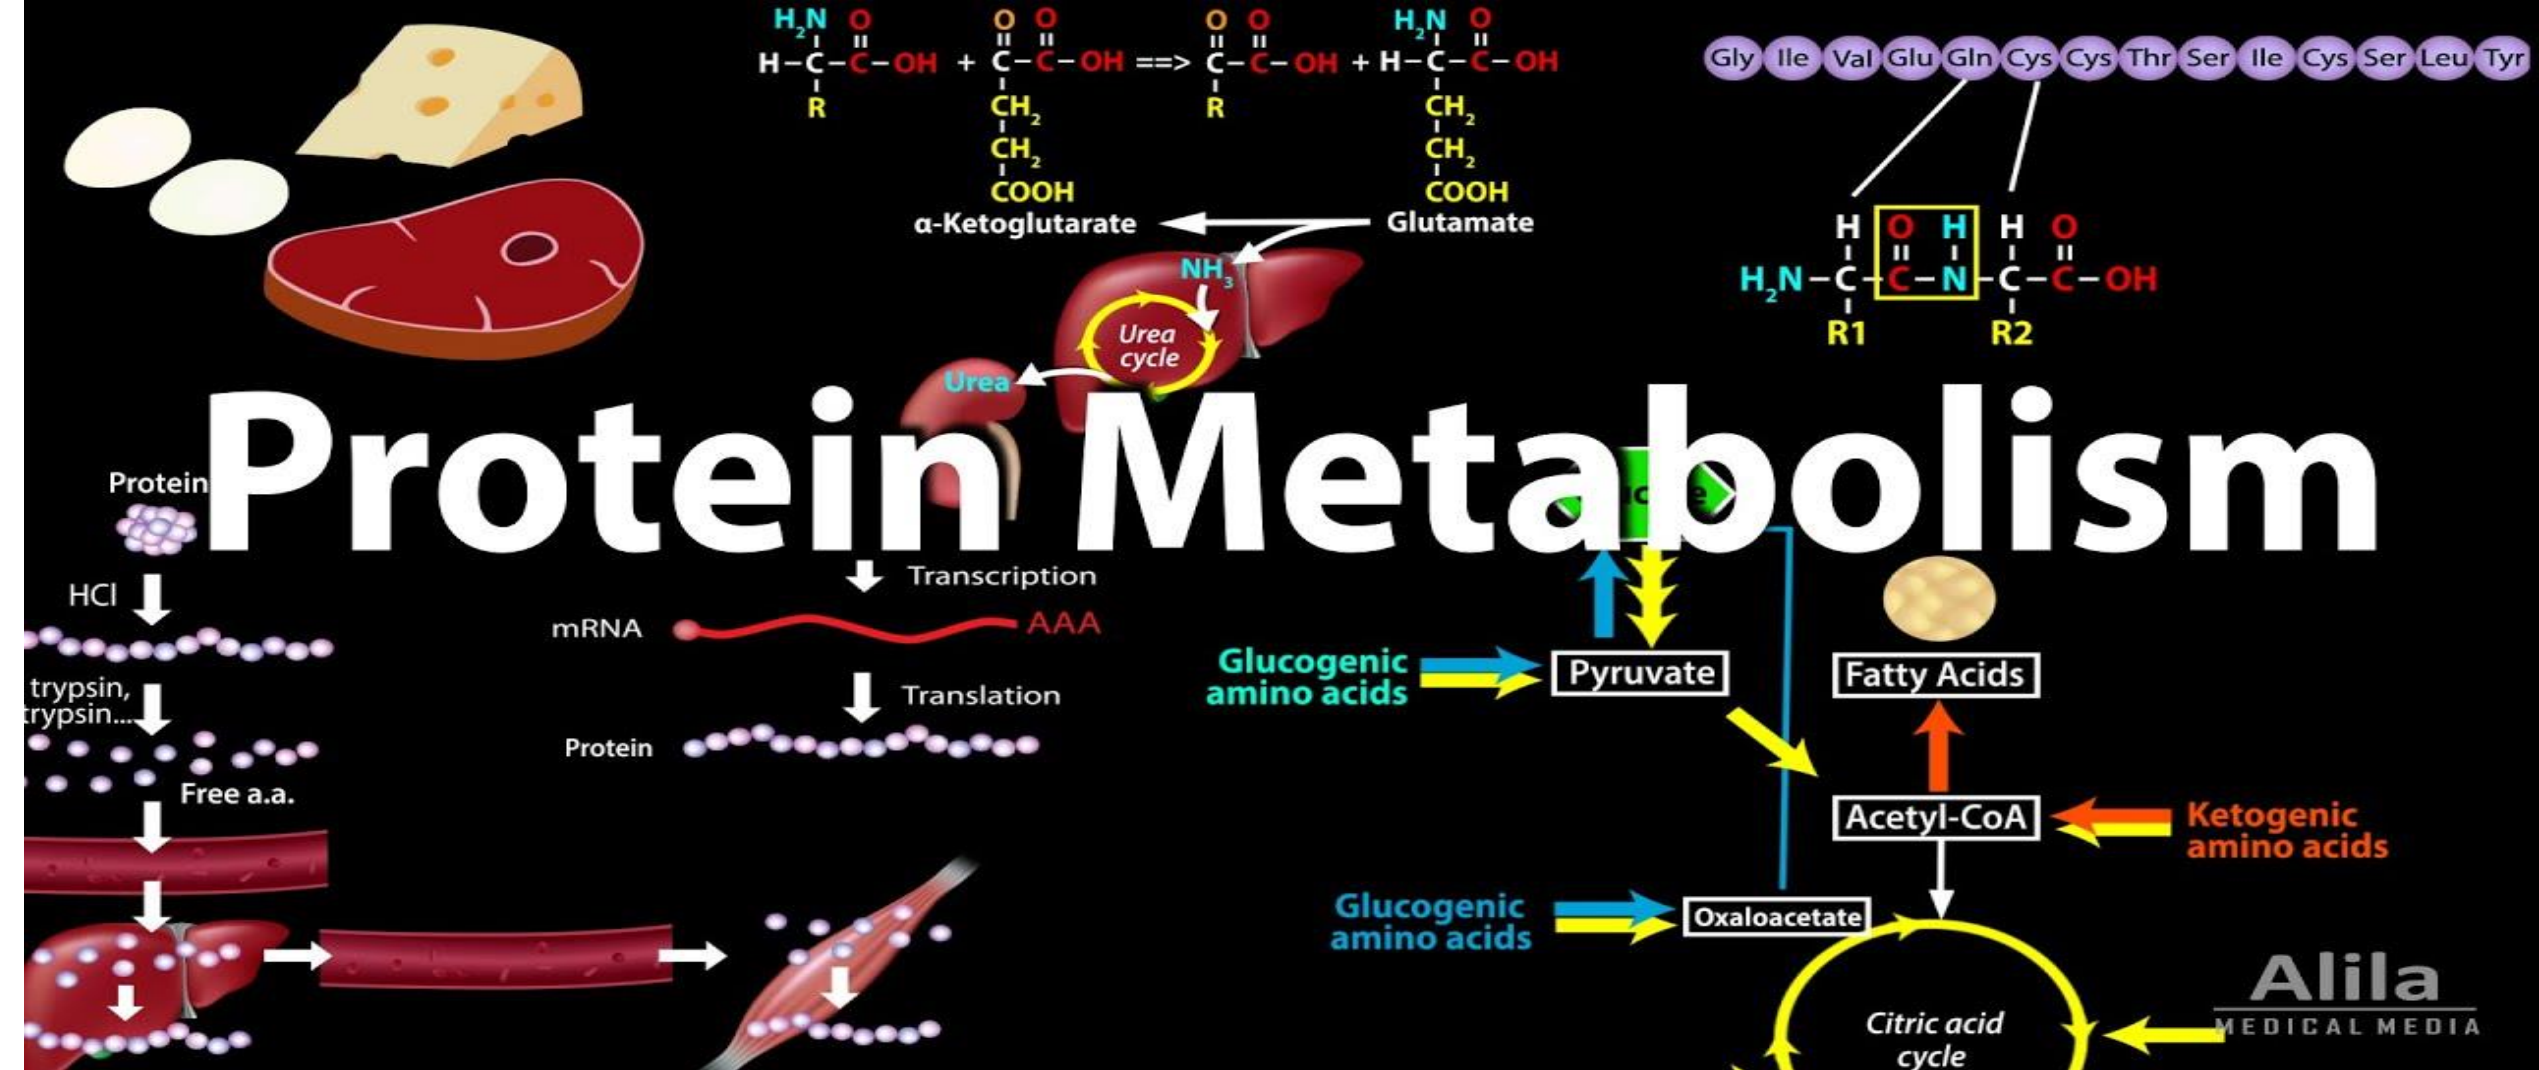 H₂N O
H-C-C-OH
R
+
O O
C-C-OH
CH₂
CH₂
COOH
α-Ketoglutarate
==>
O O
C-C-OH
R
+
H₂N O
H-C-C-OH
CH₂
CH₂
COOH
Glutamate
NH₃
Urea
cycle
Urea
Gly Ile Val Glu Gln Cys Cys Thr Ser Ile Cys Ser Leu Tyr
H O H H O
H₂N-C-C-N-C-C-OH
R1 R2
Protein Metabolism
Protein
HCl
trypsin,
trypsin...
Free a.a.
Transcription
mRNA
AAA
Translation
Protein
Glucogenic
amino acids
Pyruvate
Fatty Acids
Acetyl-CoA
Ketogenic
amino acids
Glucogenic
amino acids
Oxaloacetate
Citric acid
cycle
Alila
MEDICAL MEDIA